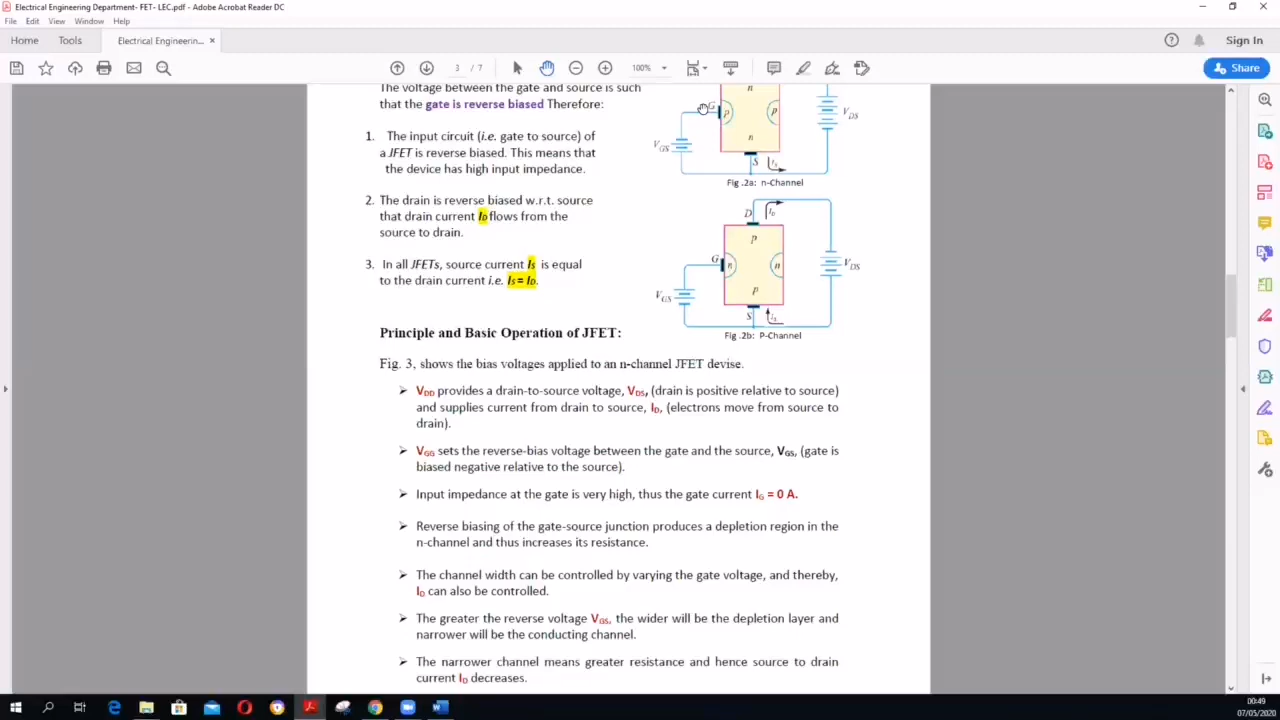 Electrical Engineering Department- FET- LEC.pdf - Adobe Acrobat Reader DC
File Edit View Window Help
Home Tools Electrical Engineerin... × Sign In
3 / 7 100% Share
The voltage between the gate and source is such
that the gate is reverse biased Therefore:
1. The input circuit (i.e. gate to source) of
a JFET is reverse biased. This means that
the device has high input impedance.
2. The drain is reverse biased w.r.t. source
that drain current ID flows from the
source to drain.
3. In all JFETs, source current IS is equal
to the drain current i.e. IS = ID.
n
G
p
p
VDS
VGS
n
S
IS
Fig .2a: n-Channel
D
ID
p
G
n
n
VDS
VGS
p
S
IS
Fig .2b: P-Channel
Principle and Basic Operation of JFET:
Fig. 3, shows the bias voltages applied to an n-channel JFET devise.
➢ VDD provides a drain-to-source voltage, VDS, (drain is positive relative to source)
and supplies current from drain to source, ID, (electrons move from source to
drain).
➢ VGG sets the reverse-bias voltage between the gate and the source, VGS, (gate is
biased negative relative to the source).
➢ Input impedance at the gate is very high, thus the gate current IG = 0 A.
➢ Reverse biasing of the gate-source junction produces a depletion region in the
n-channel and thus increases its resistance.
➢ The channel width can be controlled by varying the gate voltage, and thereby,
ID can also be controlled.
➢ The greater the reverse voltage VGS, the wider will be the depletion layer and
narrower will be the conducting channel.
➢ The narrower channel means greater resistance and hence source to drain
current ID decreases.
00:49
07/05/2020